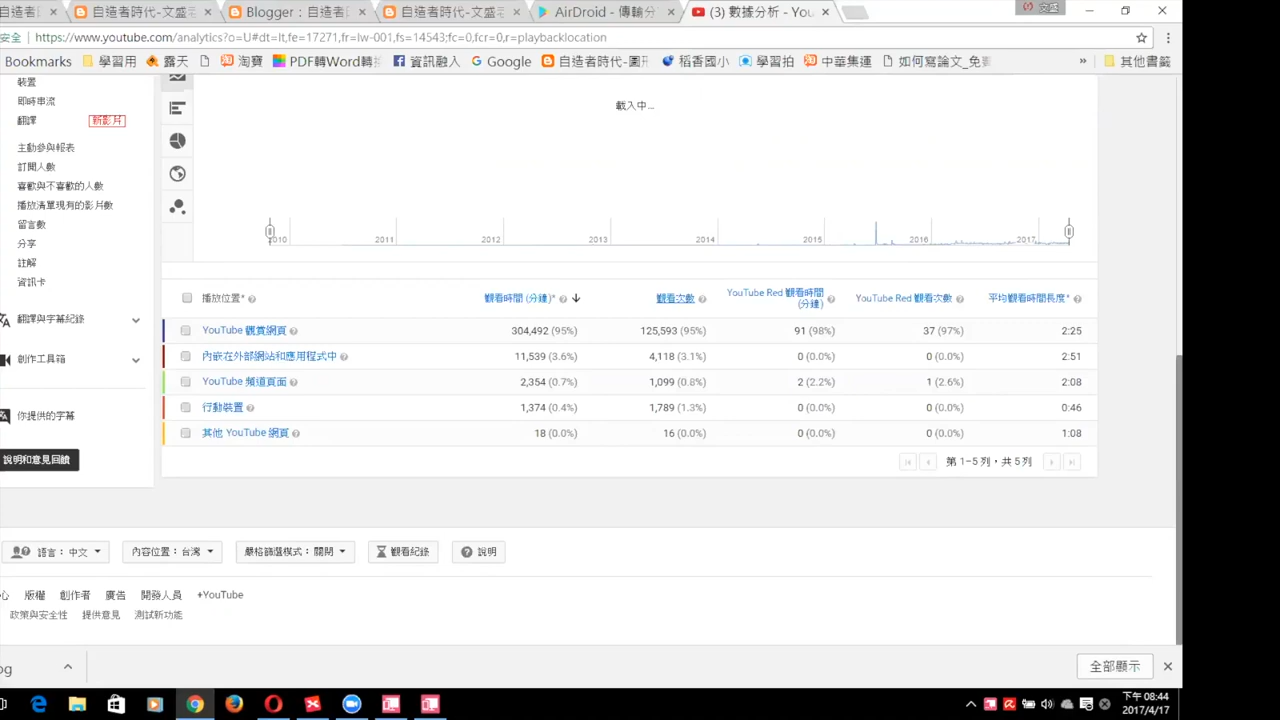 自造者時代-文盛老
Blogger：自造者
自造者時代-文盛老
AirDroid - 傳輸分
(3) 數據分析 - You
文盛
安全 https://www.youtube.com/analytics?o=U#dt=lt,fe=17271,fr=lw-001,fs=14543;fc=0,fcr=0,r=playbacklocation
Bookmarks 學習用 露天 淘寶 PDF轉Word轉 資訊融入 Google 自造者時代-圖 稻香國小 學習拍 中華集運 如何寫論文_免 » 其他書籤
裝置
即時串流
翻譯 新影片
主動參與報表
訂閱人數
喜歡與不喜歡的人數
播放清單現有的影片數
留言數
分享
註解
資訊卡
翻譯與字幕紀錄
創作工具箱
你提供的字幕
說明和意見回饋
載入中...
2010 2011 2012 2013 2014 2015 2016 2017
播放位置* 觀看時間 (分鐘)* 觀看次數 YouTube Red 觀看時間 (分鐘) YouTube Red 觀看次數 平均觀看時間長度*
YouTube 觀賞網頁 304,492 (95%) 125,593 (95%) 91 (98%) 37 (97%) 2:25
內嵌在外部網站和應用程式中 11,539 (3.6%) 4,118 (3.1%) 0 (0.0%) 0 (0.0%) 2:51
YouTube 頻道頁面 2,354 (0.7%) 1,099 (0.8%) 2 (2.2%) 1 (2.6%) 2:08
行動裝置 1,374 (0.4%) 1,789 (1.3%) 0 (0.0%) 0 (0.0%) 0:46
其他 YouTube 網頁 18 (0.0%) 16 (0.0%) 0 (0.0%) 0 (0.0%) 1:08
第 1–5 列，共 5 列
語言：中文 內容位置：台灣 嚴格篩選模式：關閉 觀看紀錄 說明
心 版權 創作者 廣告 開發人員 +YouTube
政策與安全性 提供意見 測試新功能
og 全部顯示
下午 08:44
2017/4/17